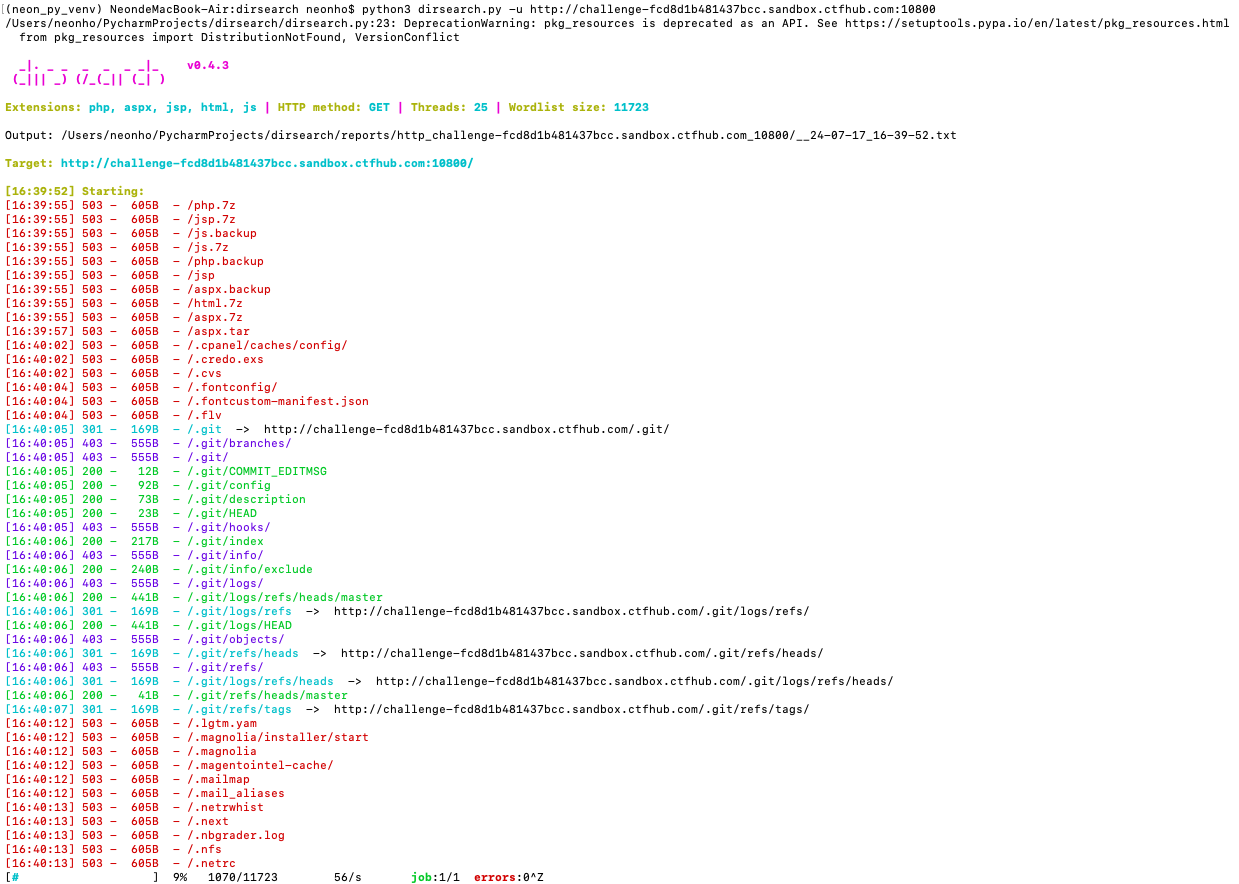 [(neon_py_venv) NeondeMacBook-Air:dirsearch neonho$ python3 dirsearch.py -u http://challenge-fcd8d1b481437bcc.sandbox.ctfhub.com:10800
/Users/neonho/PycharmProjects/dirsearch/dirsearch.py:23: DeprecationWarning: pkg_resources is deprecated as an API. See https://setuptools.pypa.io/en/latest/pkg_resources.html
  from pkg_resources import DistributionNotFound, VersionConflict

  _|. _ _  _  _  _ _|_    v0.4.3
 (_||| _) (/_(_|| (_| )

Extensions: php, aspx, jsp, html, js | HTTP method: GET | Threads: 25 | Wordlist size: 11723

Output: /Users/neonho/PycharmProjects/dirsearch/reports/http_challenge-fcd8d1b481437bcc.sandbox.ctfhub.com_10800/__24-07-17_16-39-52.txt

Target: http://challenge-fcd8d1b481437bcc.sandbox.ctfhub.com:10800/

[16:39:52] Starting:
[16:39:55] 503 -  605B  - /php.7z
[16:39:55] 503 -  605B  - /jsp.7z
[16:39:55] 503 -  605B  - /js.backup
[16:39:55] 503 -  605B  - /js.7z
[16:39:55] 503 -  605B  - /php.backup
[16:39:55] 503 -  605B  - /jsp
[16:39:55] 503 -  605B  - /aspx.backup
[16:39:55] 503 -  605B  - /html.7z
[16:39:55] 503 -  605B  - /aspx.7z
[16:39:57] 503 -  605B  - /aspx.tar
[16:40:02] 503 -  605B  - /.cpanel/caches/config/
[16:40:02] 503 -  605B  - /.credo.exs
[16:40:02] 503 -  605B  - /.cvs
[16:40:04] 503 -  605B  - /.fontconfig/
[16:40:04] 503 -  605B  - /.fontcustom-manifest.json
[16:40:04] 503 -  605B  - /.flv
[16:40:05] 301 -  169B  - /.git  ->  http://challenge-fcd8d1b481437bcc.sandbox.ctfhub.com/.git/
[16:40:05] 403 -  555B  - /.git/branches/
[16:40:05] 403 -  555B  - /.git/
[16:40:05] 200 -   12B  - /.git/COMMIT_EDITMSG
[16:40:05] 200 -   92B  - /.git/config
[16:40:05] 200 -   73B  - /.git/description
[16:40:05] 200 -   23B  - /.git/HEAD
[16:40:05] 403 -  555B  - /.git/hooks/
[16:40:06] 200 -  217B  - /.git/index
[16:40:06] 403 -  555B  - /.git/info/
[16:40:06] 200 -  240B  - /.git/info/exclude
[16:40:06] 403 -  555B  - /.git/logs/
[16:40:06] 200 -  441B  - /.git/logs/refs/heads/master
[16:40:06] 301 -  169B  - /.git/logs/refs  ->  http://challenge-fcd8d1b481437bcc.sandbox.ctfhub.com/.git/logs/refs/
[16:40:06] 200 -  441B  - /.git/logs/HEAD
[16:40:06] 403 -  555B  - /.git/objects/
[16:40:06] 301 -  169B  - /.git/refs/heads  ->  http://challenge-fcd8d1b481437bcc.sandbox.ctfhub.com/.git/refs/heads/
[16:40:06] 403 -  555B  - /.git/refs/
[16:40:06] 301 -  169B  - /.git/logs/refs/heads  ->  http://challenge-fcd8d1b481437bcc.sandbox.ctfhub.com/.git/logs/refs/heads/
[16:40:06] 200 -   41B  - /.git/refs/heads/master
[16:40:07] 301 -  169B  - /.git/refs/tags  ->  http://challenge-fcd8d1b481437bcc.sandbox.ctfhub.com/.git/refs/tags/
[16:40:12] 503 -  605B  - /.lgtm.yam
[16:40:12] 503 -  605B  - /.magnolia/installer/start
[16:40:12] 503 -  605B  - /.magnolia
[16:40:12] 503 -  605B  - /.magentointel-cache/
[16:40:12] 503 -  605B  - /.mailmap
[16:40:12] 503 -  605B  - /.mail_aliases
[16:40:13] 503 -  605B  - /.netrwhist
[16:40:13] 503 -  605B  - /.next
[16:40:13] 503 -  605B  - /.nbgrader.log
[16:40:13] 503 -  605B  - /.nfs
[16:40:13] 503 -  605B  - /.netrc
[#                   ]  9%   1070/11723        56/s       job:1/1  errors:0^Z